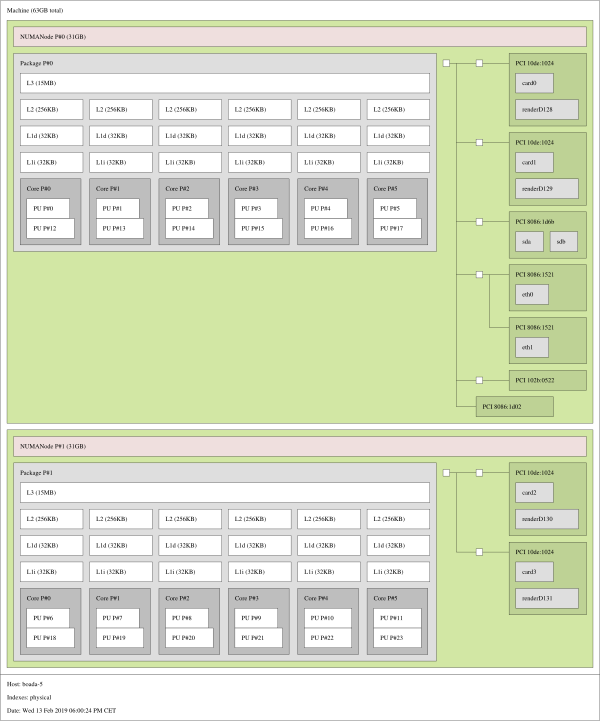 Machine (63GB total)
NUMANode P#0 (31GB)
Package P#0
L3 (15MB)
L2 (256KB) L2 (256KB) L2 (256KB) L2 (256KB) L2 (256KB) L2 (256KB)
L1d (32KB) L1d (32KB) L1d (32KB) L1d (32KB) L1d (32KB) L1d (32KB)
L1i (32KB) L1i (32KB) L1i (32KB) L1i (32KB) L1i (32KB) L1i (32KB)
Core P#0 Core P#1 Core P#2 Core P#3 Core P#4 Core P#5
PU P#0 PU P#1 PU P#2 PU P#3 PU P#4 PU P#5
PU P#12 PU P#13 PU P#14 PU P#15 PU P#16 PU P#17
PCI 10de:1024
card0
renderD128
PCI 10de:1024
card1
renderD129
PCI 8086:1d6b
sda sdb
PCI 8086:1521
eth0
PCI 8086:1521
eth1
PCI 102b:0522
PCI 8086:1d02
NUMANode P#1 (31GB)
Package P#1
L3 (15MB)
L2 (256KB) L2 (256KB) L2 (256KB) L2 (256KB) L2 (256KB) L2 (256KB)
L1d (32KB) L1d (32KB) L1d (32KB) L1d (32KB) L1d (32KB) L1d (32KB)
L1i (32KB) L1i (32KB) L1i (32KB) L1i (32KB) L1i (32KB) L1i (32KB)
Core P#0 Core P#1 Core P#2 Core P#3 Core P#4 Core P#5
PU P#6 PU P#7 PU P#8 PU P#9 PU P#10 PU P#11
PU P#18 PU P#19 PU P#20 PU P#21 PU P#22 PU P#23
PCI 10de:1024
card2
renderD130
PCI 10de:1024
card3
renderD131
Host: boada-5
Indexes: physical
Date: Wed 13 Feb 2019 06:00:24 PM CET